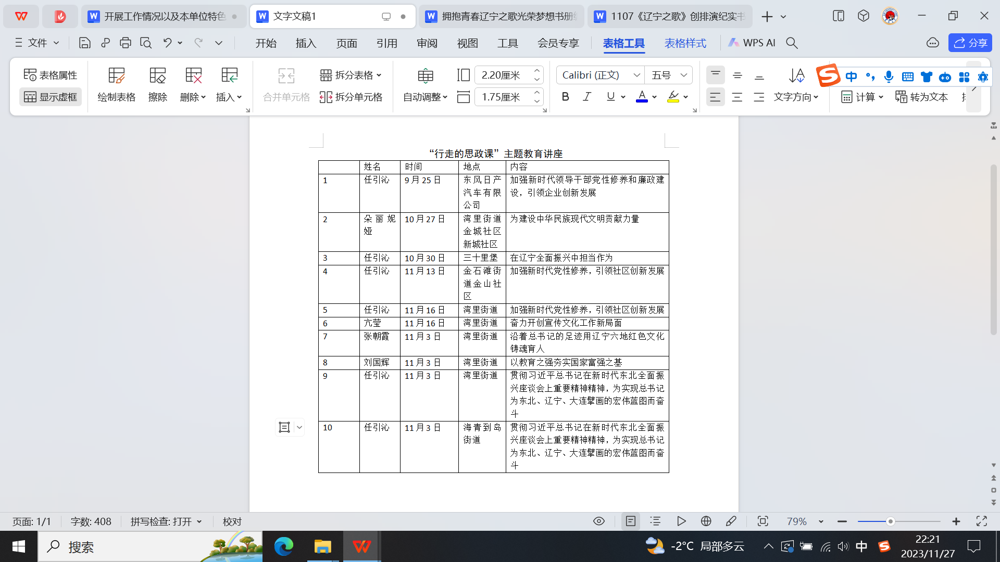 开展工作情况以及本单位特色
文字文稿1
拥抱青春辽宁之歌光荣梦想书册
1107《辽宁之歌》创排演纪实书
文件
开始 插入 页面 引用 审阅 视图 工具 会员专享 表格工具 表格样式 WPS AI
分享
表格属性 拆分表格 2.20厘米 Calibri (正文) 五号 中
显示虚框 绘制表格 擦除 删除 插入 合并单元格 拆分单元格 自动调整 1.75厘米 B I U A 文字方向 计算 转为文本
“行走的思政课”主题教育讲座
姓名 时间 地点 内容
1 任引沁 9月25日 东风日产 加强新时代领导干部党性修养和廉政建
汽车有限 设，引领企业创新发展
公司
2 朵丽妮 10月27日 湾里街道 为建设中华民族现代文明贡献力量
娅 金城社区
新城社区
3 任引沁 10月30日 三十里堡 在辽宁全面振兴中担当作为
4 任引沁 11月13日 金石滩街 加强新时代党性修养，引领社区创新发展
道金山社
区
5 任引沁 11月16日 湾里街道 加强新时代党性修养，引领社区创新发展
6 亢莹 11月16日 湾里街道 奋力开创宣传文化工作新局面
7 张朝霞 11月3日 湾里街道 沿着总书记的足迹用辽宁六地红色文化
铸魂育人
8 刘国辉 11月3日 湾里街道 以教育之强夯实国家富强之基
9 任引沁 11月3日 湾里街道 贯彻习近平总书记在新时代东北全面振
兴座谈会上重要精神精神，为实现总书记
为东北、辽宁、大连擘画的宏伟蓝图而奋
斗
10 任引沁 11月3日 海青到岛 贯彻习近平总书记在新时代东北全面振
街道 兴座谈会上重要精神精神，为实现总书记
为东北、辽宁、大连擘画的宏伟蓝图而奋
斗
页面: 1/1 字数: 408 拼写检查: 打开 校对 79%
搜索 -2°C 局部多云 中 22:21
2023/11/27